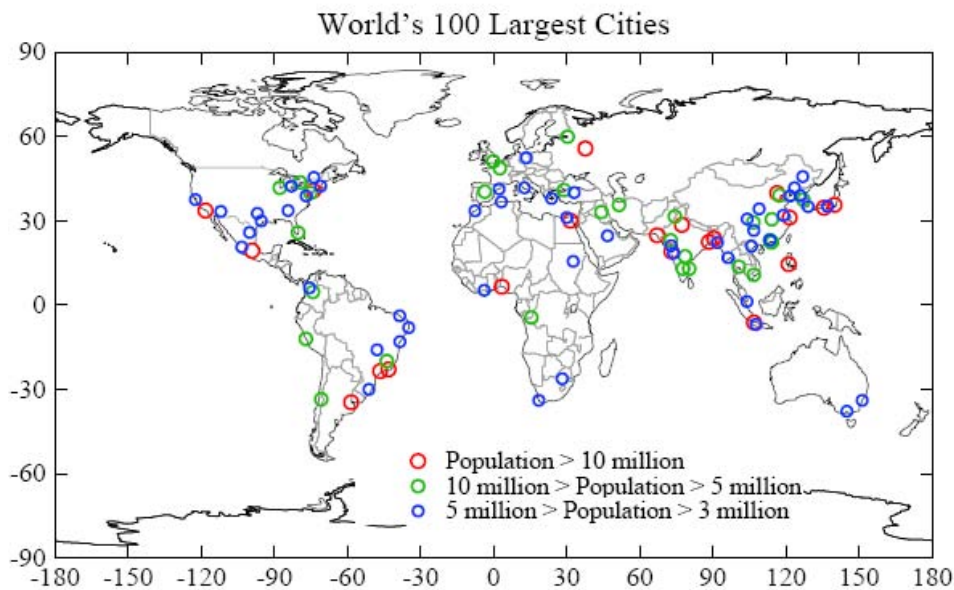 World's 100 Largest Cities
90
60
30
0
-30
-60
-90
Population > 10 million
10 million > Population > 5 million
5 million > Population > 3 million
-180 -150 -120 -90 -60 -30 0 30 60 90 120 150 180